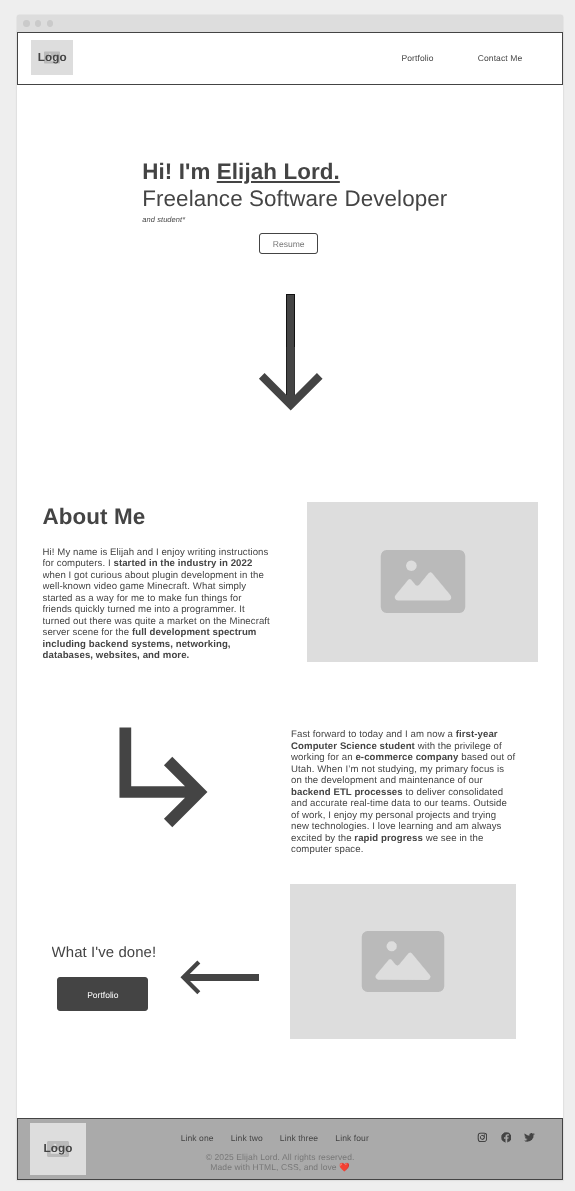 Logo
Portfolio
Contact Me
Hi! I'm Elijah Lord.
Freelance Software Developer
and student*
Resume
About Me
Hi! My name is Elijah and I enjoy writing instructions
for computers. I started in the industry in 2022
when I got curious about plugin development in the
well-known video game Minecraft. What simply
started as a way for me to make fun things for
friends quickly turned me into a programmer. It
turned out there was quite a market on the Minecraft
server scene for the full development spectrum
including backend systems, networking,
databases, websites, and more.
Fast forward to today and I am now a first-year
Computer Science student with the privilege of
working for an e-commerce company based out of
Utah. When I'm not studying, my primary focus is
on the development and maintenance of our
backend ETL processes to deliver consolidated
and accurate real-time data to our teams. Outside
of work, I enjoy my personal projects and trying
new technologies. I love learning and am always
excited by the rapid progress we see in the
computer space.
What I've done!
Portfolio
Logo
Link one
Link two
Link three
Link four
© 2025 Elijah Lord. All rights reserved.
Made with HTML, CSS, and love ❤️